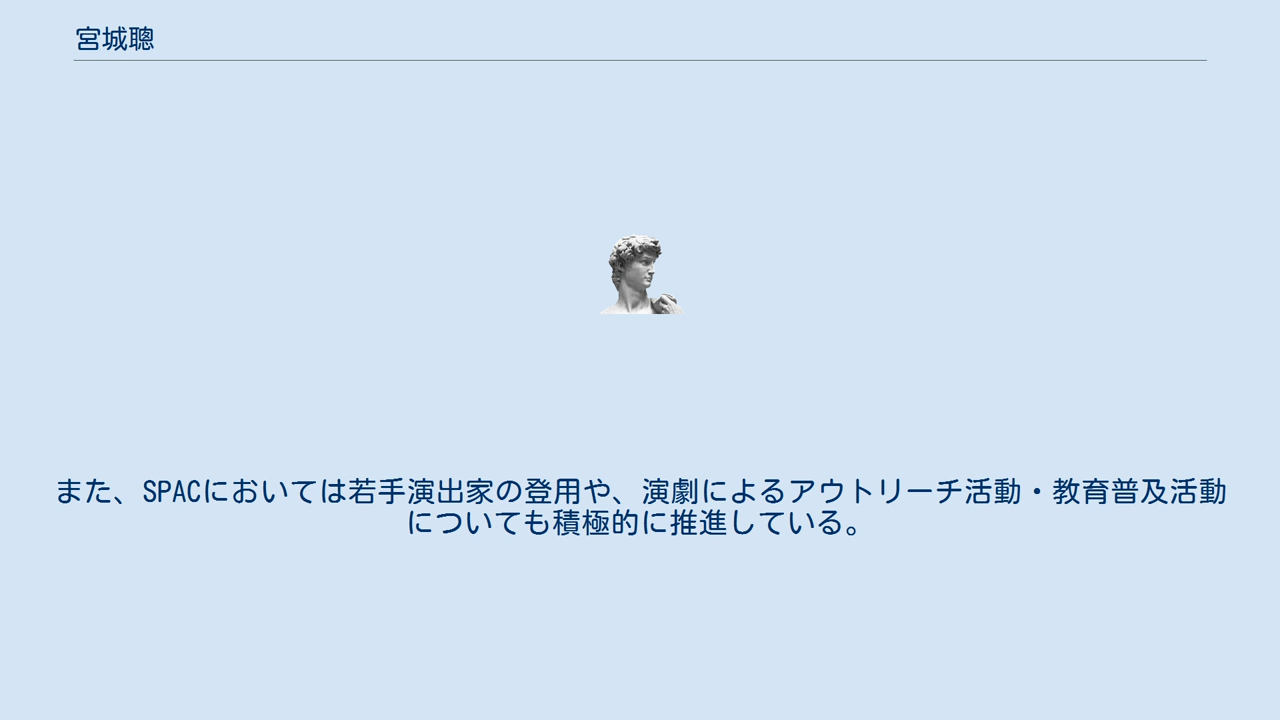 宮城聰
また、SPACにおいては若手演出家の登用や、演劇によるアウトリーチ活動・教育普及活動
についても積極的に推進している。